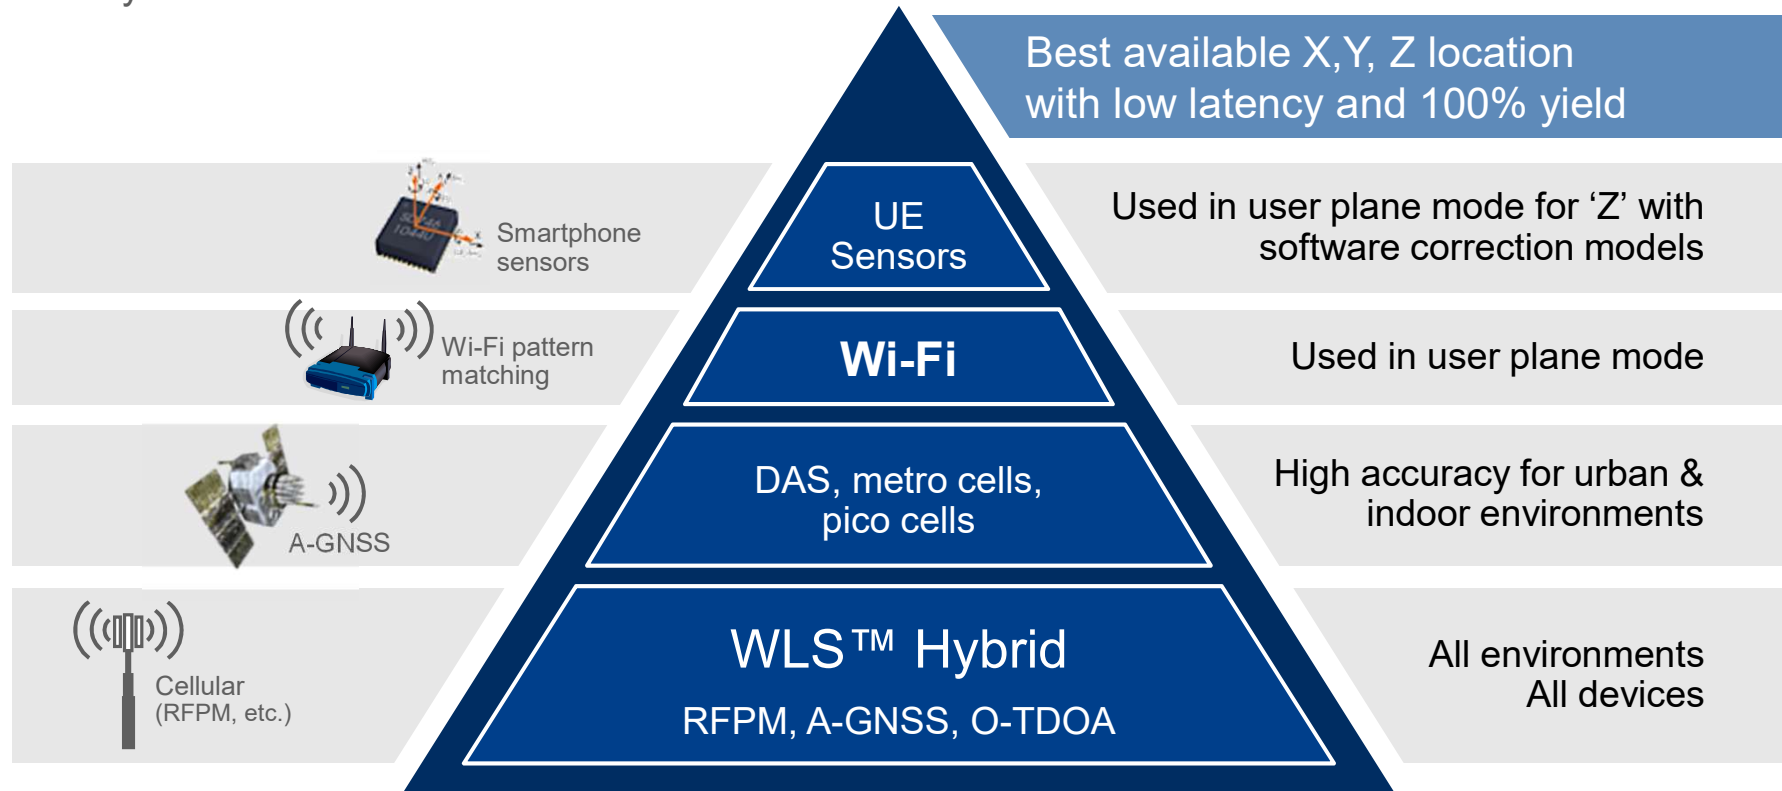 Best available X,Y, Z location
with low latency and 100% yield
Smartphone
sensors
UE
Sensors
Used in user plane mode for ‘Z’ with
software correction models
Wi-Fi pattern
matching
Wi-Fi
Used in user plane mode
A-GNSS
DAS, metro cells,
pico cells
High accuracy for urban &
indoor environments
Cellular
(RFPM, etc.)
WLS™ Hybrid
RFPM, A-GNSS, O-TDOA
All environments
All devices